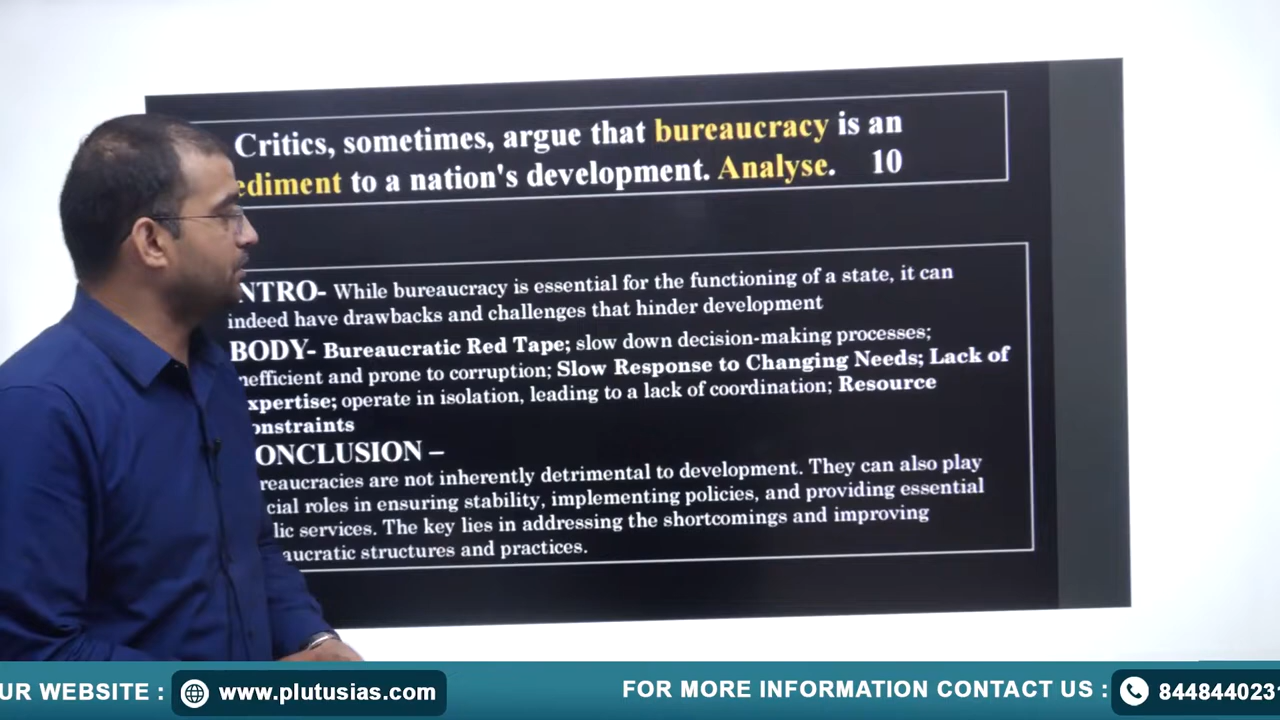 Critics, sometimes, argue that bureaucracy is an
ediment to a nation's development. Analyse. 10
NTRO- While bureaucracy is essential for the functioning of a state, it can
indeed have drawbacks and challenges that hinder development
BODY- Bureaucratic Red Tape; slow down decision-making processes;
nefficient and prone to corruption; Slow Response to Changing Needs; Lack of
xpertise; operate in isolation, leading to a lack of coordination; Resource
onstraints
ONCLUSION –
reaucracies are not inherently detrimental to development. They can also play
cial roles in ensuring stability, implementing policies, and providing essential
lic services. The key lies in addressing the shortcomings and improving
aucratic structures and practices.
UR WEBSITE : www.plutusias.com FOR MORE INFORMATION CONTACT US : 844844023